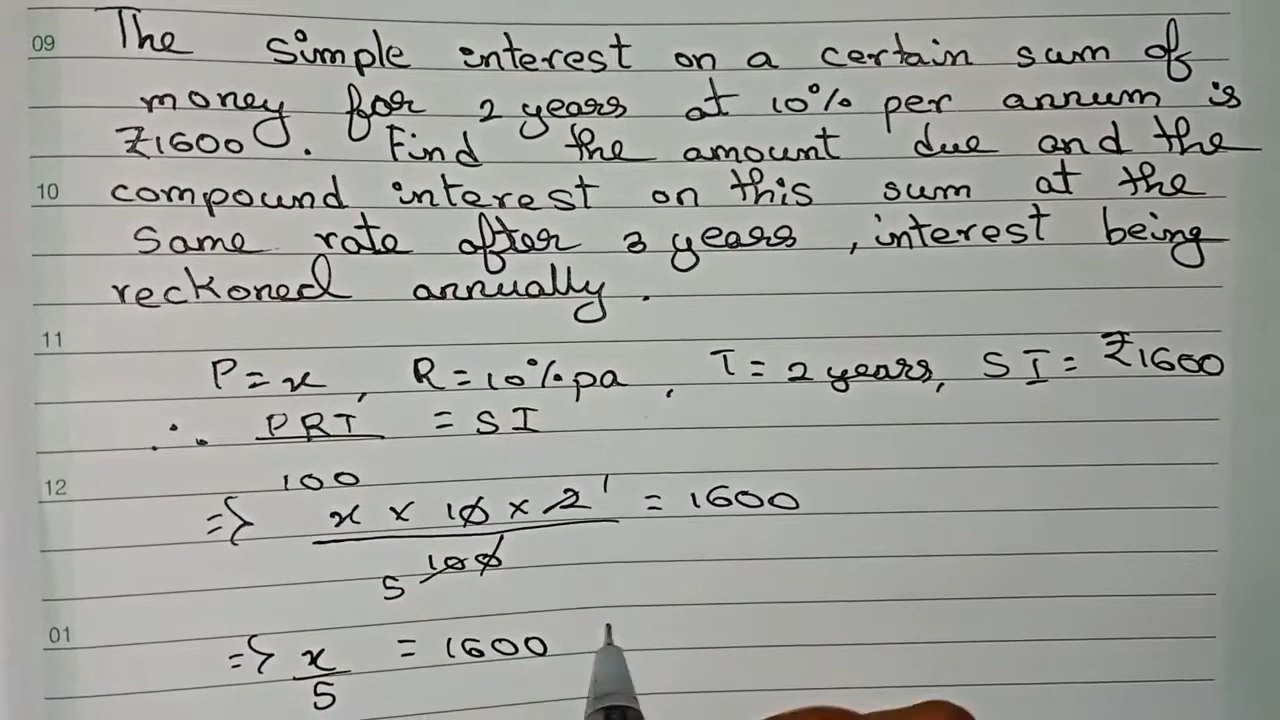 09 The simple interest on a certain sum of
money for 2 years at 10% per annum is
₹1600. Find the amount due and the
10 compound interest on this sum at the
same rate after 3 years, interest being
reckoned annually.
11
P = x, R = 10% pa, T = 2 years, SI = ₹1600
∴ PRT = SI
100
12
=> x × 10 × 2 1 = 1600
5 100
01
=> x = 1600
5